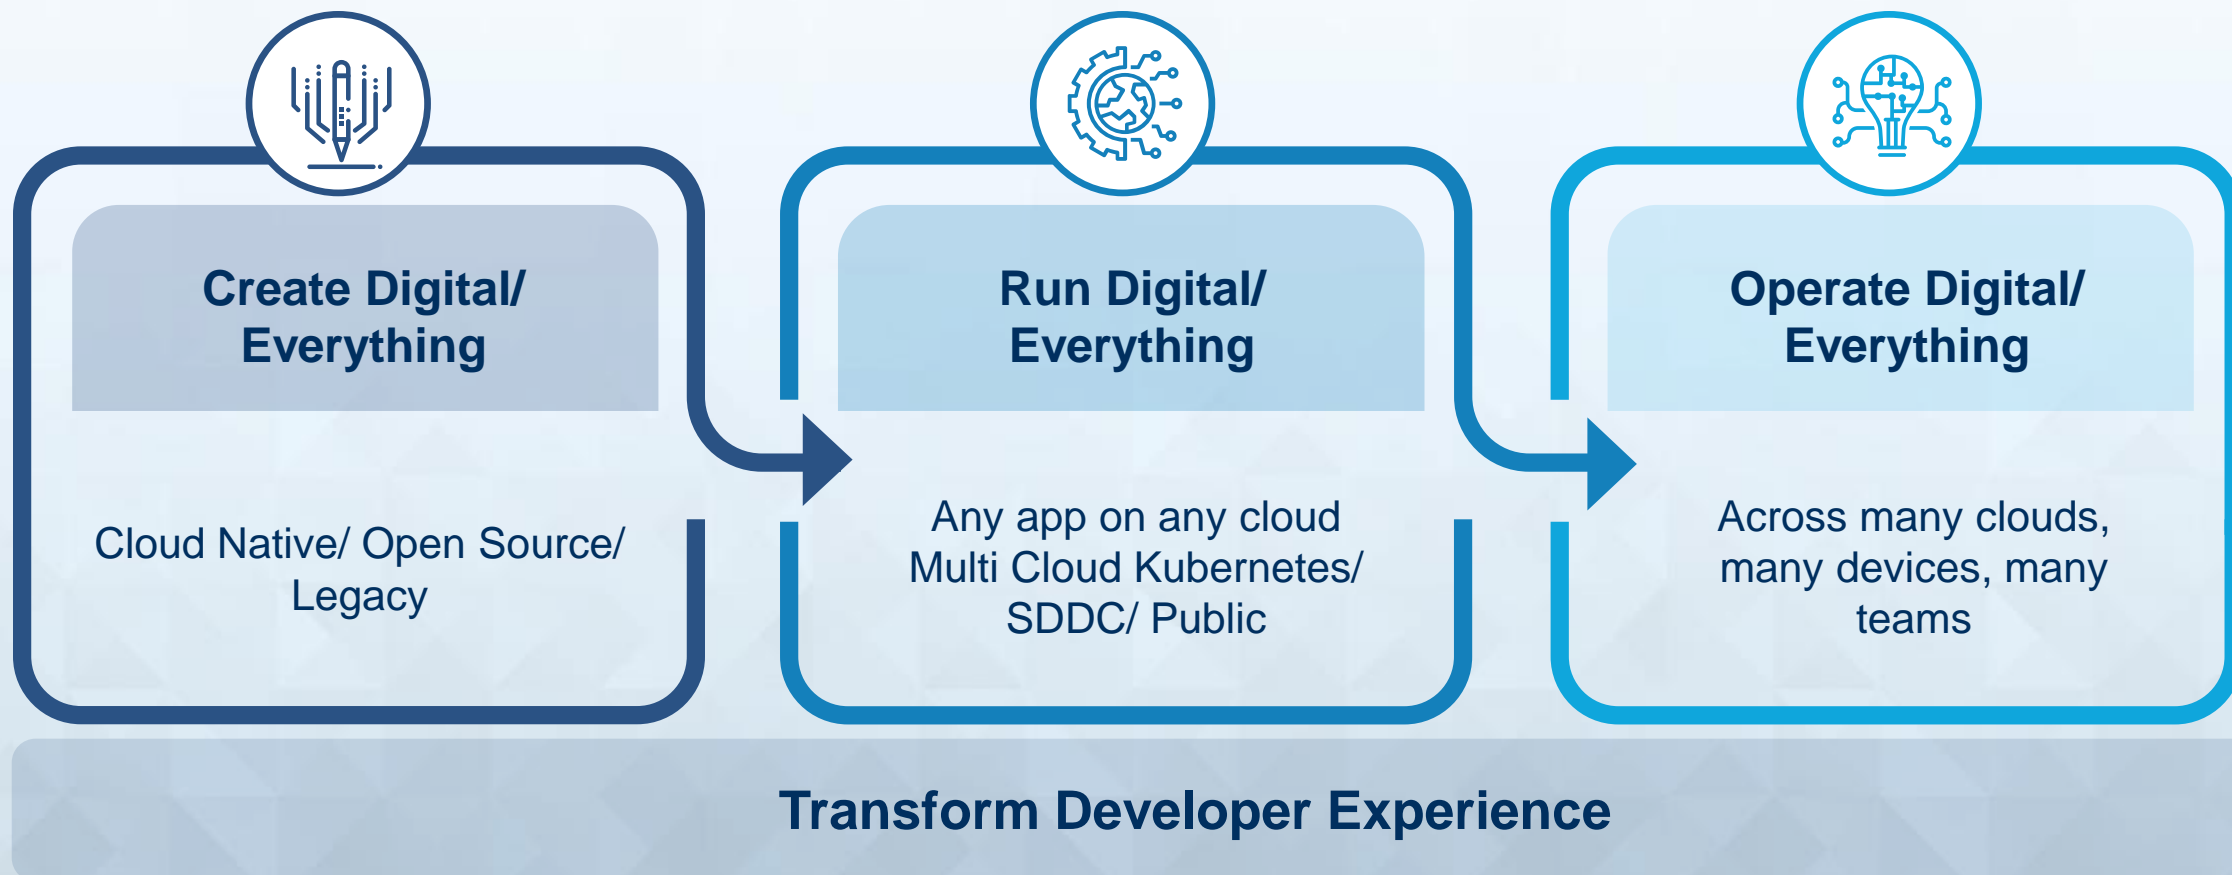 Create Digital/
Everything
Cloud Native/ Open Source/
Legacy
Run Digital/
Everything
Any app on any cloud
Multi Cloud Kubernetes/
SDDC/ Public
Operate Digital/
Everything
Across many clouds,
many devices, many
teams
Transform Developer Experience